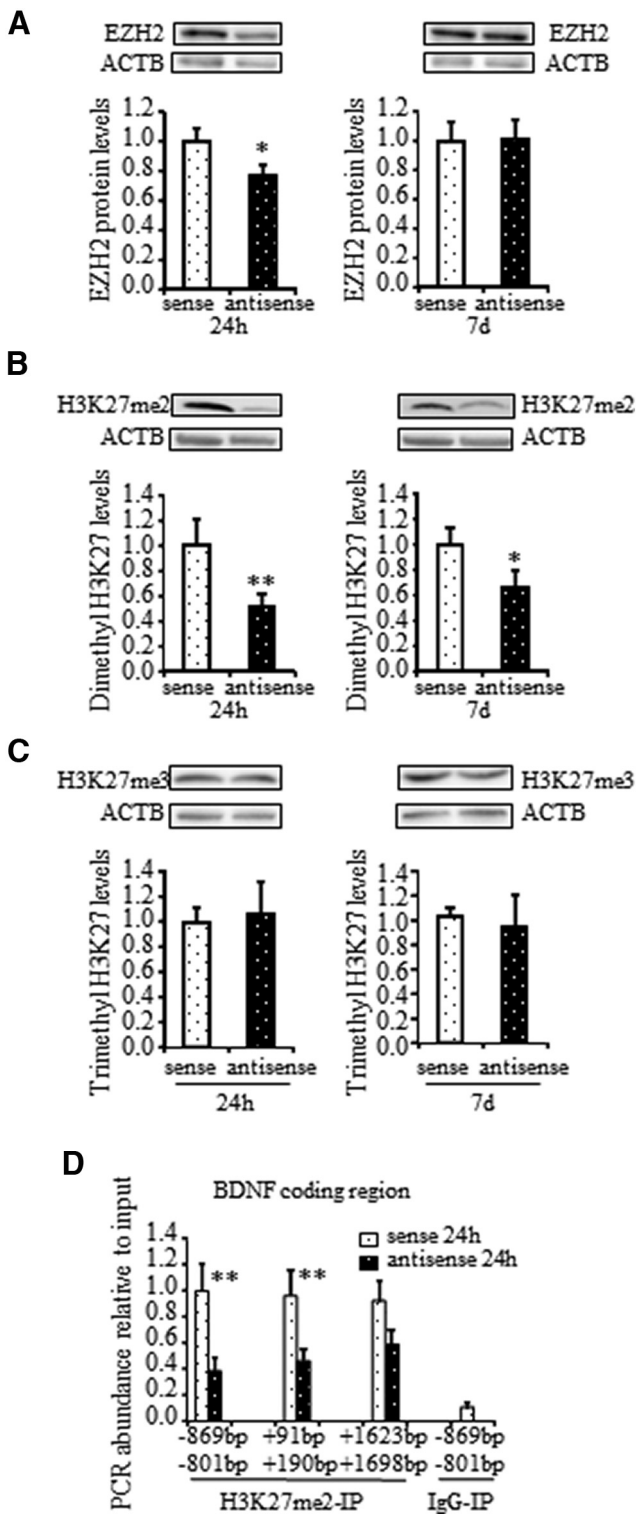 A
EZH2
EZH2
ACTB
ACTB
EZH2 protein levels
1.2
1.0
0.8
0.6
0.4
0.2
0.0
*
sense antisense
24h
EZH2 protein levels
1.2
1.0
0.8
0.6
0.4
0.2
0.0
sense antisense
7d
B
H3K27me2
H3K27me2
ACTB
ACTB
Dimethyl H3K27 levels
1.4
1.2
1.0
0.8
0.6
0.4
0.2
0.0
**
sense antisense
24h
Dimethyl H3K27 levels
1.4
1.2
1.0
0.8
0.6
0.4
0.2
0.0
*
sense antisense
7d
C
H3K27me3
H3K27me3
ACTB
ACTB
Trimethyl H3K27 levels
1.4
1.2
1.0
0.8
0.6
0.4
0.2
0.0
sense antisense
24h
Trimethyl H3K27 levels
1.4
1.2
1.0
0.8
0.6
0.4
0.2
0.0
sense antisense
7d
D
BDNF coding region
PCR abundance relative to input
1.4
1.2
1.0
0.8
0.6
0.4
0.2
0.0
sense 24h
antisense 24h
** **
-869bp +91bp +1623bp -869bp
-801bp +190bp +1698bp -801bp
H3K27me2-IP IgG-IP